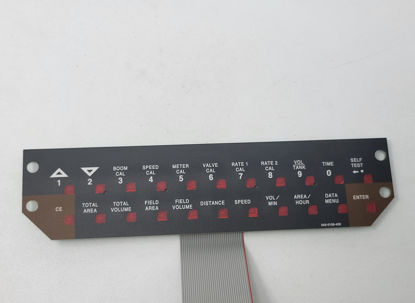 BOOM CAL
SPEED CAL
METER CAL
VALVE CAL
RATE 1 CAL
RATE 2 CAL
VOL TANK
TIME
SELF TEST
1 2 3 4 5 6 7 8 9 0
CE
TOTAL AREA
TOTAL VOLUME
FIELD AREA
FIELD VOLUME
DISTANCE
SPEED
VOL/ MIN
AREA/ HOUR
DATA MENU
ENTER